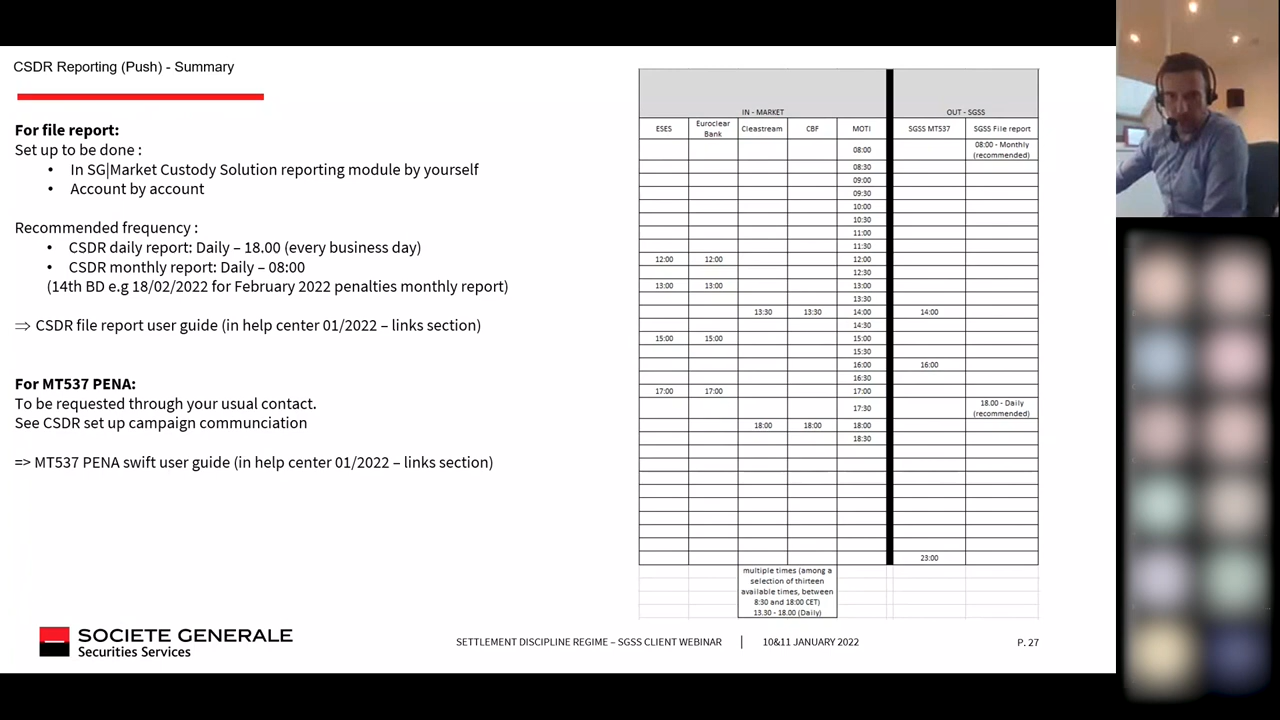 CSDR Reporting (Push) - Summary
For file report:
Set up to be done :
• In SG|Market Custody Solution reporting module by yourself
• Account by account
Recommended frequency :
• CSDR daily report: Daily – 18.00 (every business day)
• CSDR monthly report: Daily – 08:00
(14th BD e.g 18/02/2022 for February 2022 penalties monthly report)
⇒ CSDR file report user guide (in help center 01/2022 – links section)
For MT537 PENA:
To be requested through your usual contact.
See CSDR set up campaign communciation
=> MT537 PENA swift user guide (in help center 01/2022 – links section)
IN - MARKET OUT - SGSS
ESES Euroclear Bank Cleastream CBF MOTI SGSS MT537 SGSS File report
08:00 08:00 - Monthly (recommended)
08:30
09:00
09:30
10:00
10:30
11:00
11:30
12:00 12:00 12:00
12:30
13:00 13:00 13:00
13:30
13:30 13:30 14:00 14:00
14:30
15:00 15:00 15:00
15:30
16:00 16:00
16:30
17:00 17:00 17:00
17:30 18.00 - Daily (recommended)
18:00 18:00 18:00
18:30
23:00
multiple times (among a
selection of thirteen
available times, between
8:30 and 18:00 CET)
13.30 - 18.00 (Daily)
SOCIETE GENERALE
Securities Services
SETTLEMENT DISCIPLINE REGIME – SGSS CLIENT WEBINAR | 10&11 JANUARY 2022
P. 27